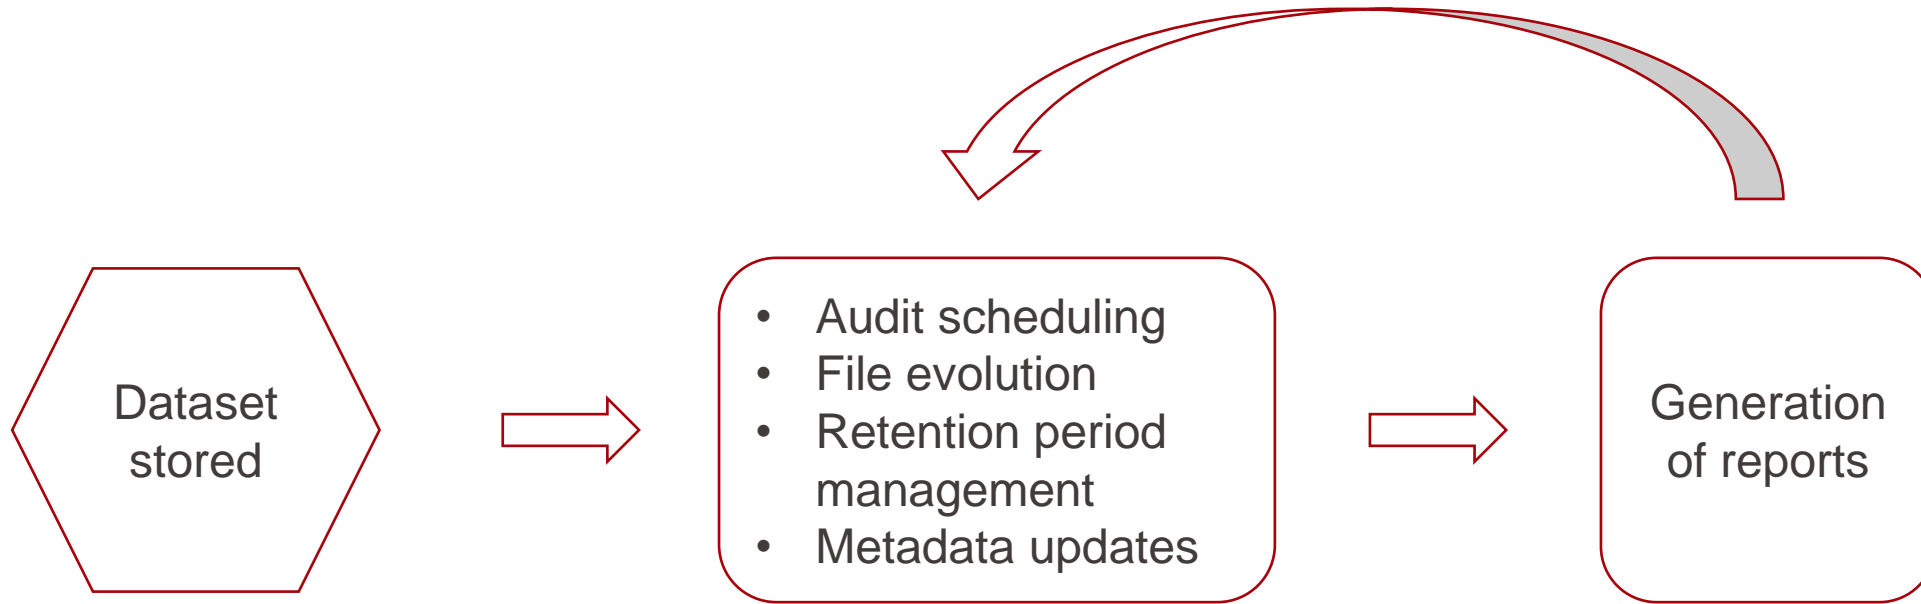 Dataset
stored
• Audit scheduling
• File evolution
• Retention period
management
• Metadata updates
Generation
of reports